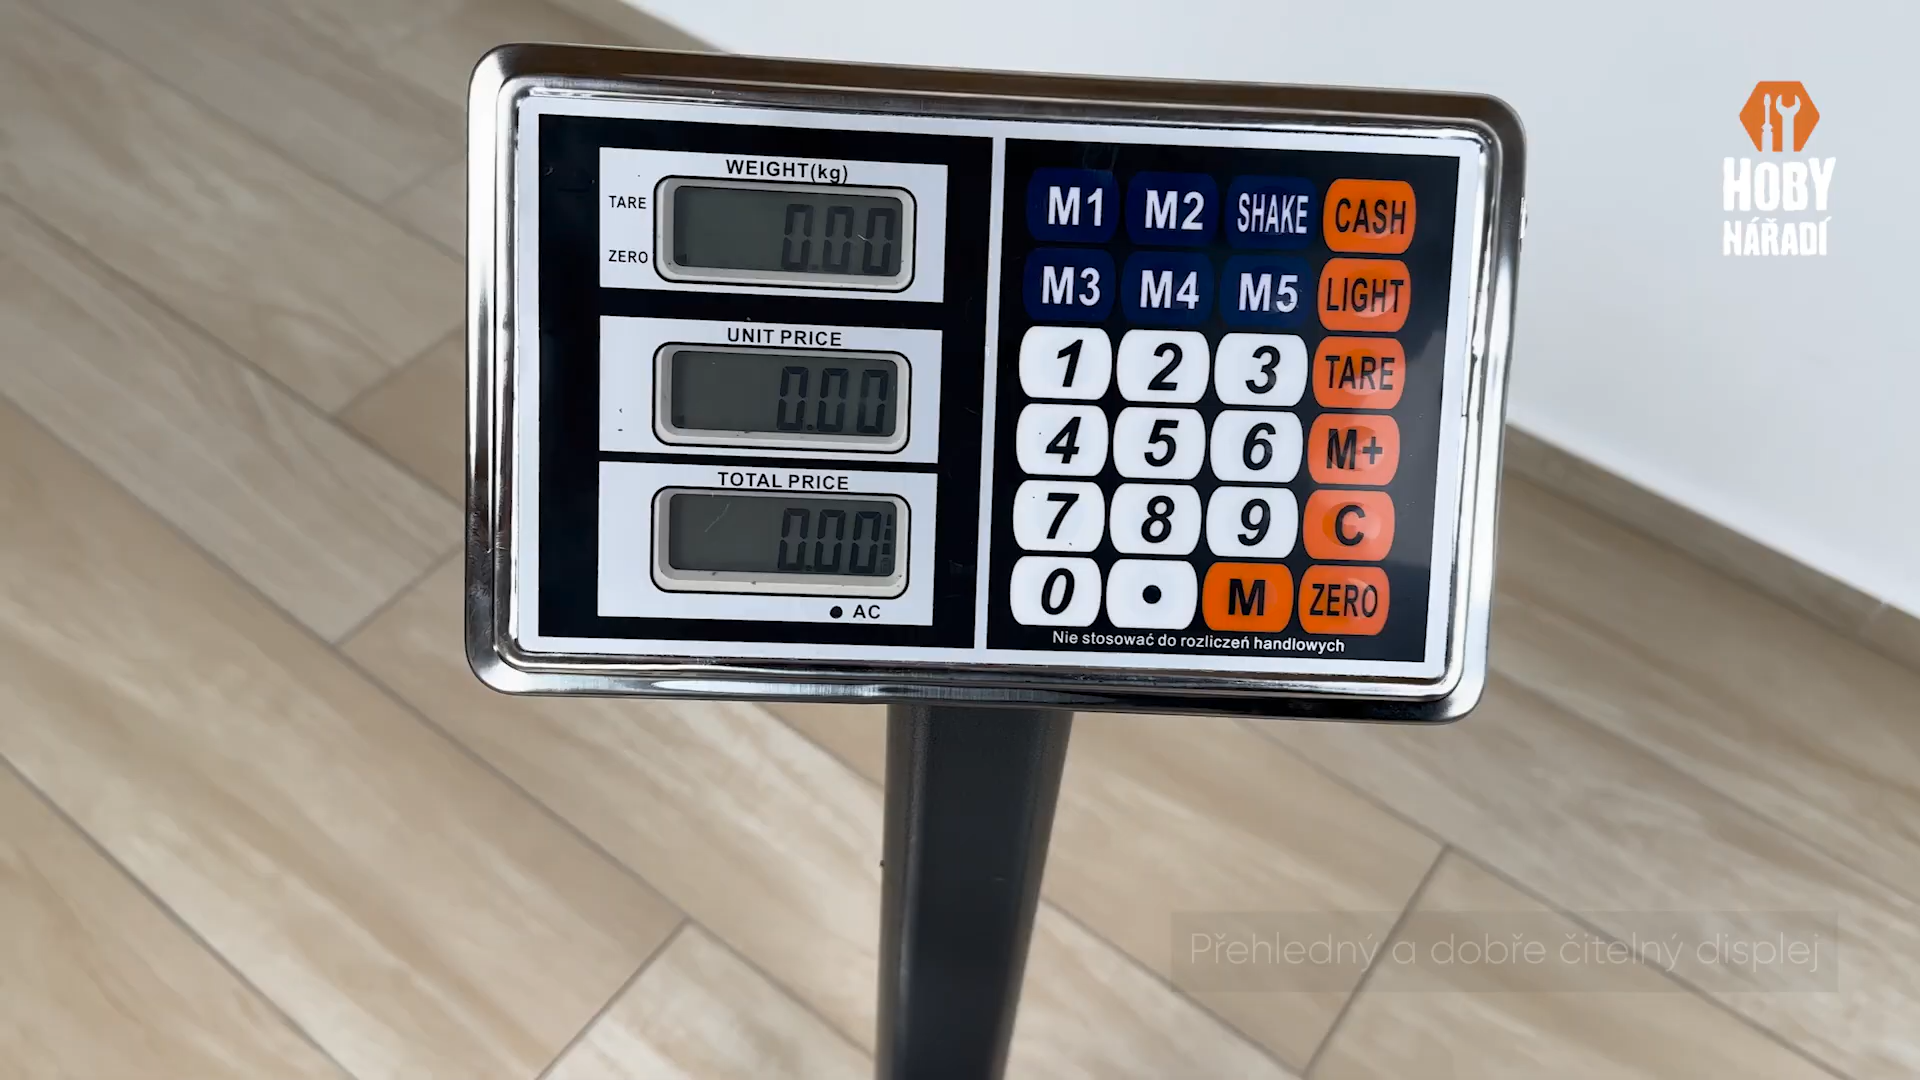 WEIGHT(kg)
TARE
0.00
ZERO
UNIT PRICE
0.00
TOTAL PRICE
0.00
● AC
M1 M2 SHAKE CASH
M3 M4 M5 LIGHT
1 2 3 TARE
4 5 6 M+
7 8 9 C
0 • M ZERO
Nie stosować do rozliczeń handlowych
HOBY
NÁŘADÍ
Přehledný a dobře čitelný displej